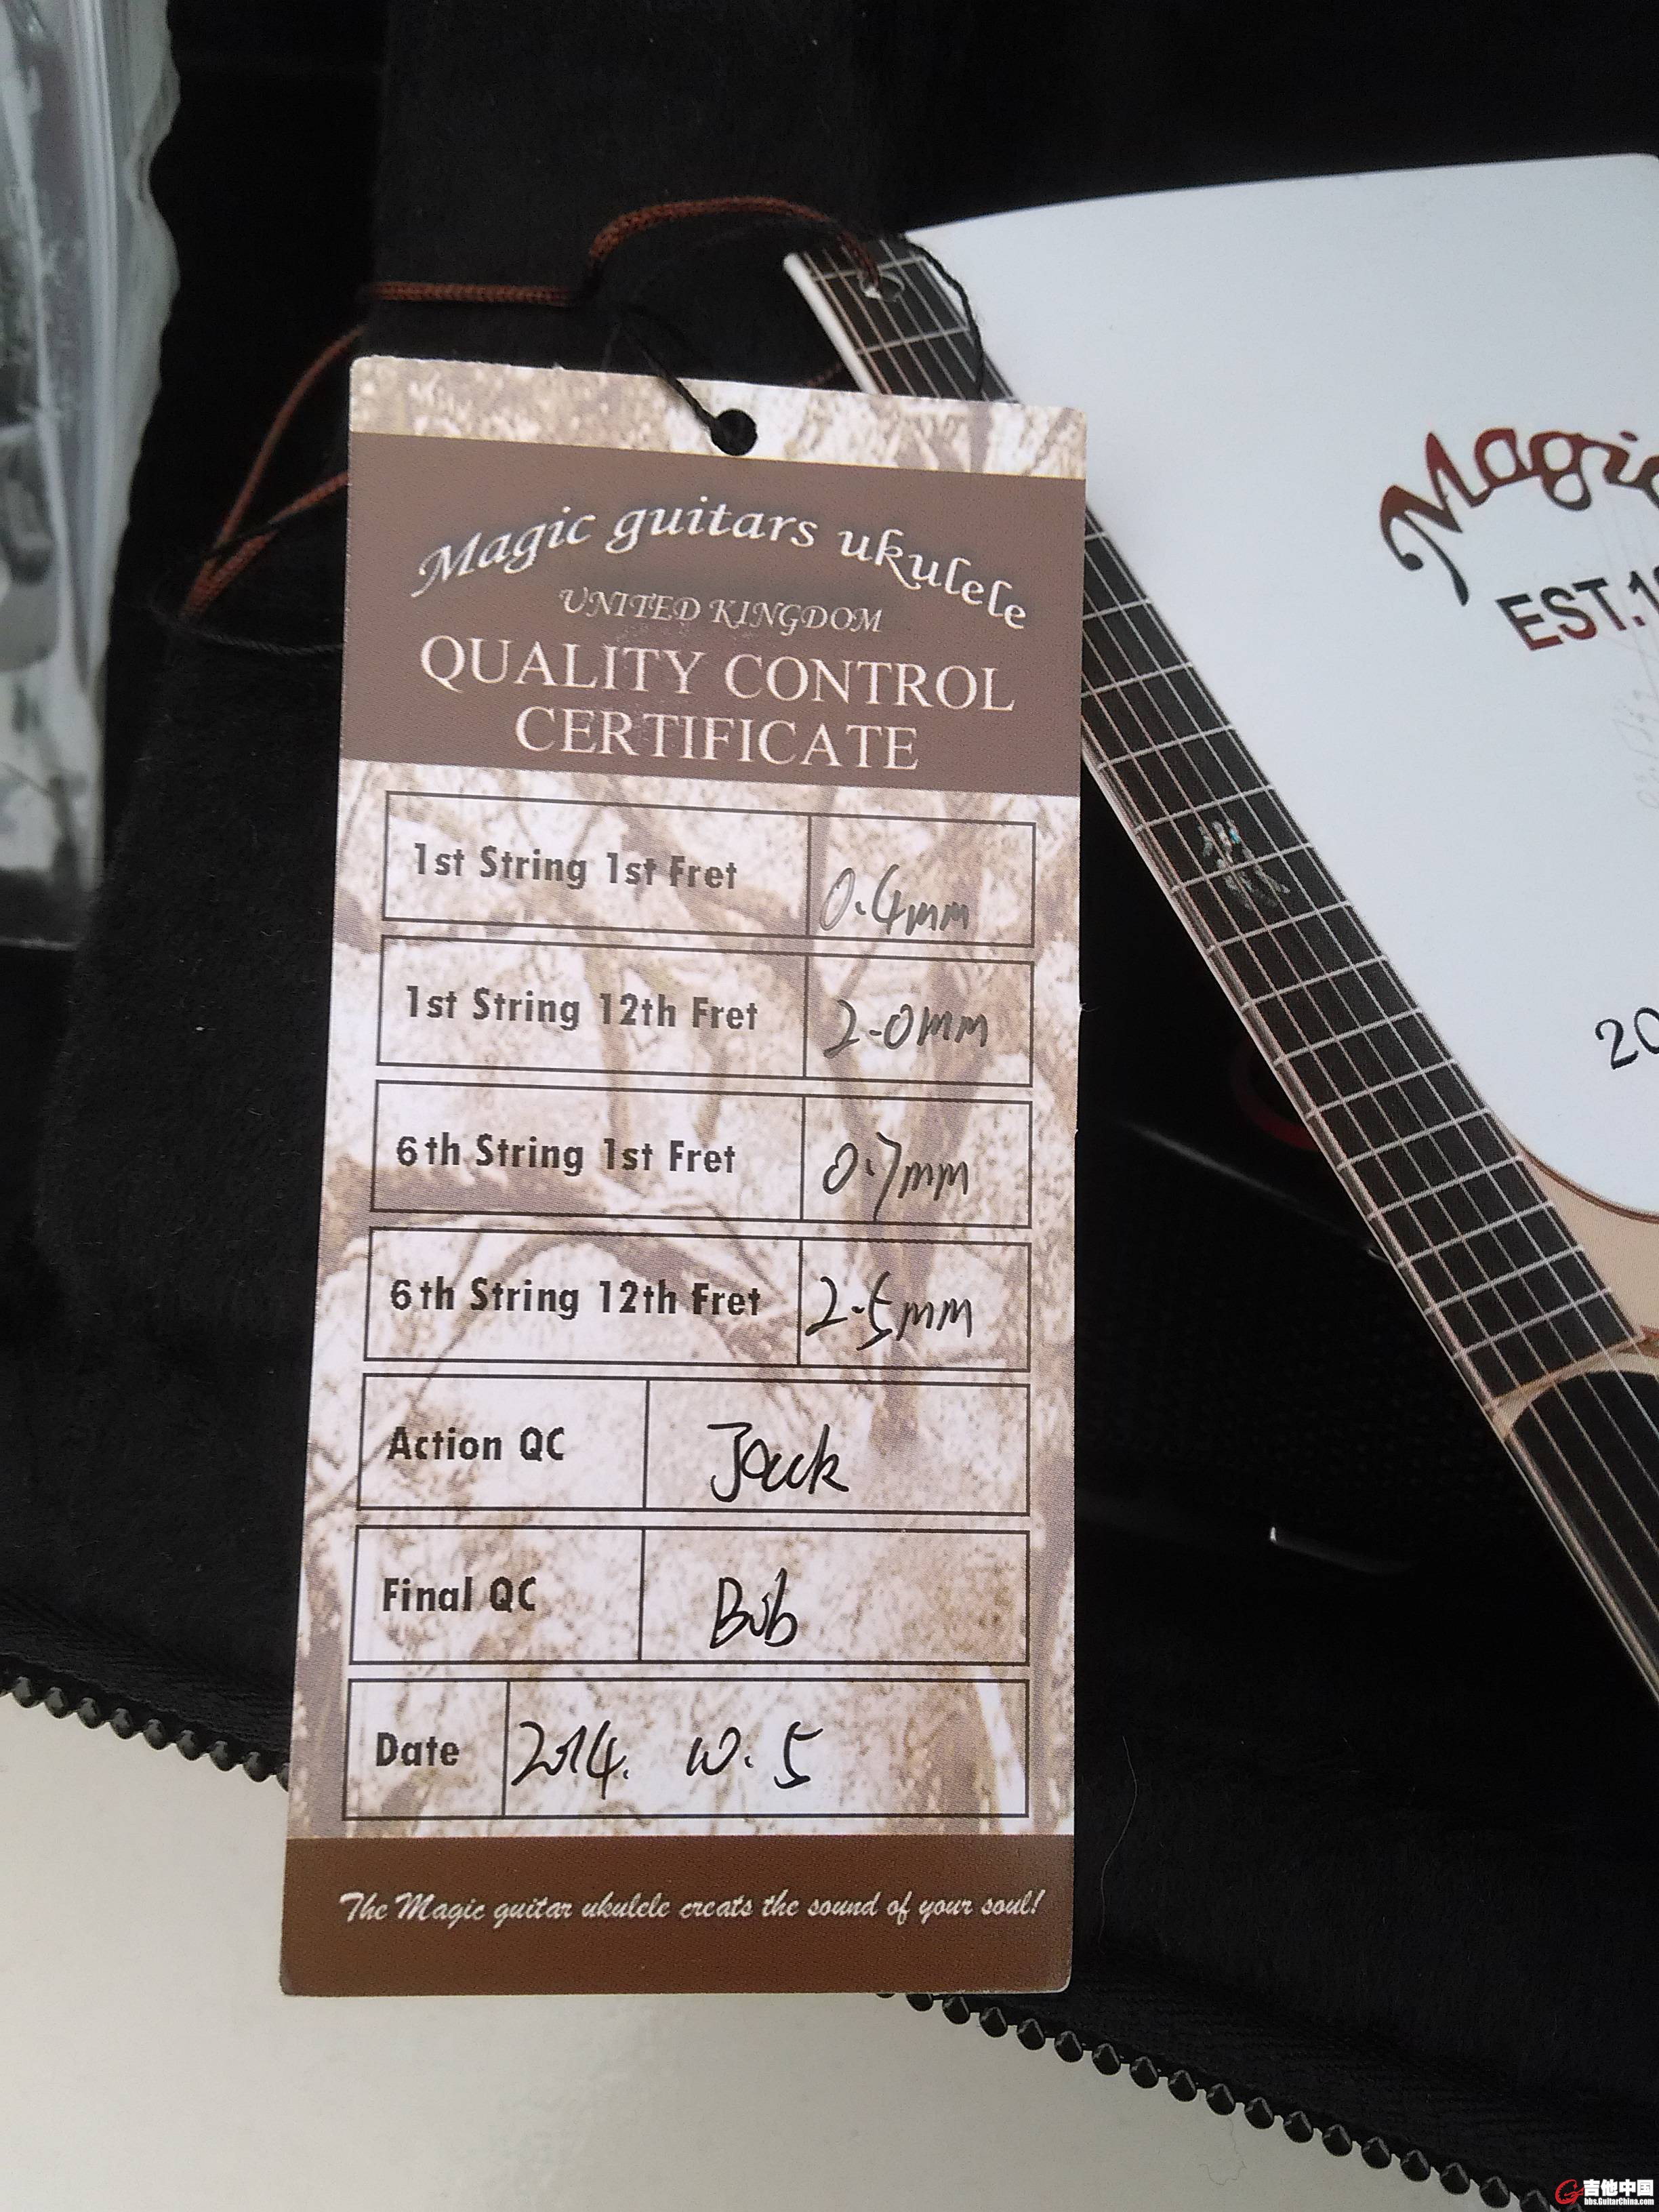 Magic guitars ukulele
UNITED KINGDOM
QUALITY CONTROL
CERTIFICATE
1st String 1st Fret 0.4mm
1st String 12th Fret 2.0mm
6th String 1st Fret 0.7mm
6th String 12th Fret 2.5mm
Action QC Jack
Final QC Bob
Date 2014. 10. 5
The Magic guitar ukulele creats the sound of your soul!
Magic
EST.1
20
吉他中国
bbs.GuitarChina.com